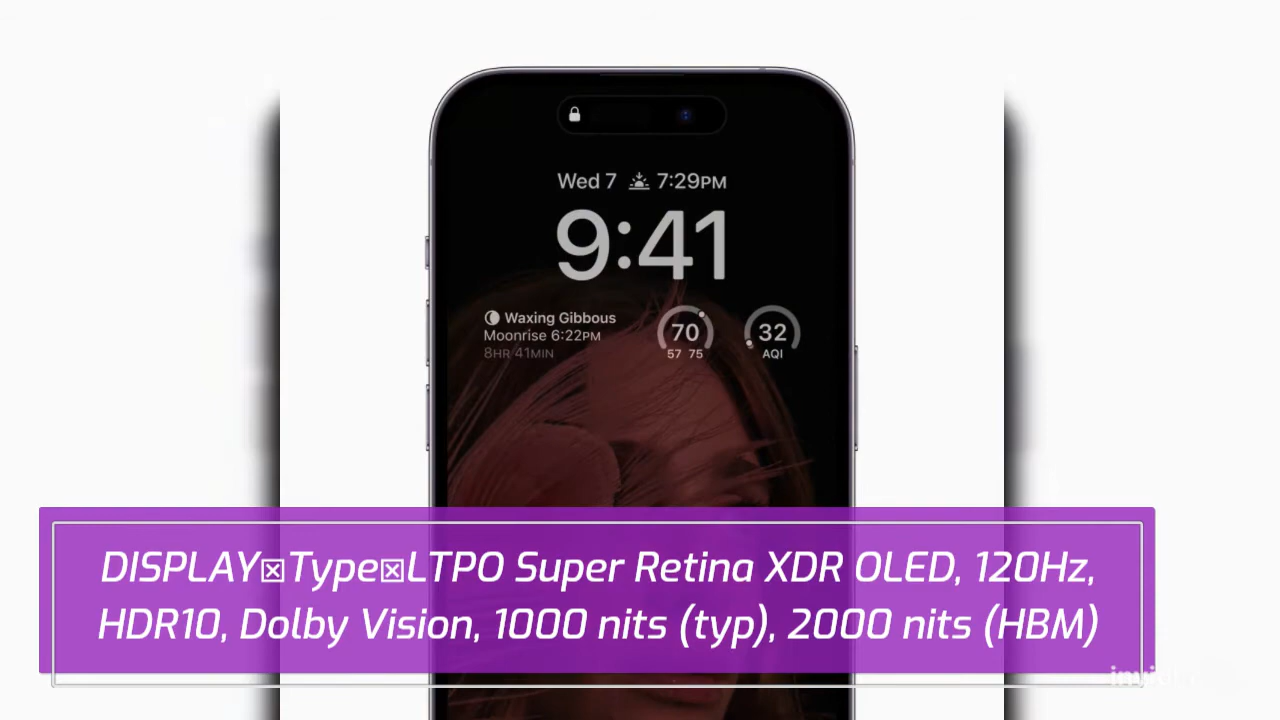 Wed 7 7:29PM
9:41
Waxing Gibbous
Moonrise 6:22PM
8HR 41MIN
70
57 75
32
AQI
DISPLAY☒Type☒LTPO Super Retina XDR OLED, 120Hz,
HDR10, Dolby Vision, 1000 nits (typ), 2000 nits (HBM)